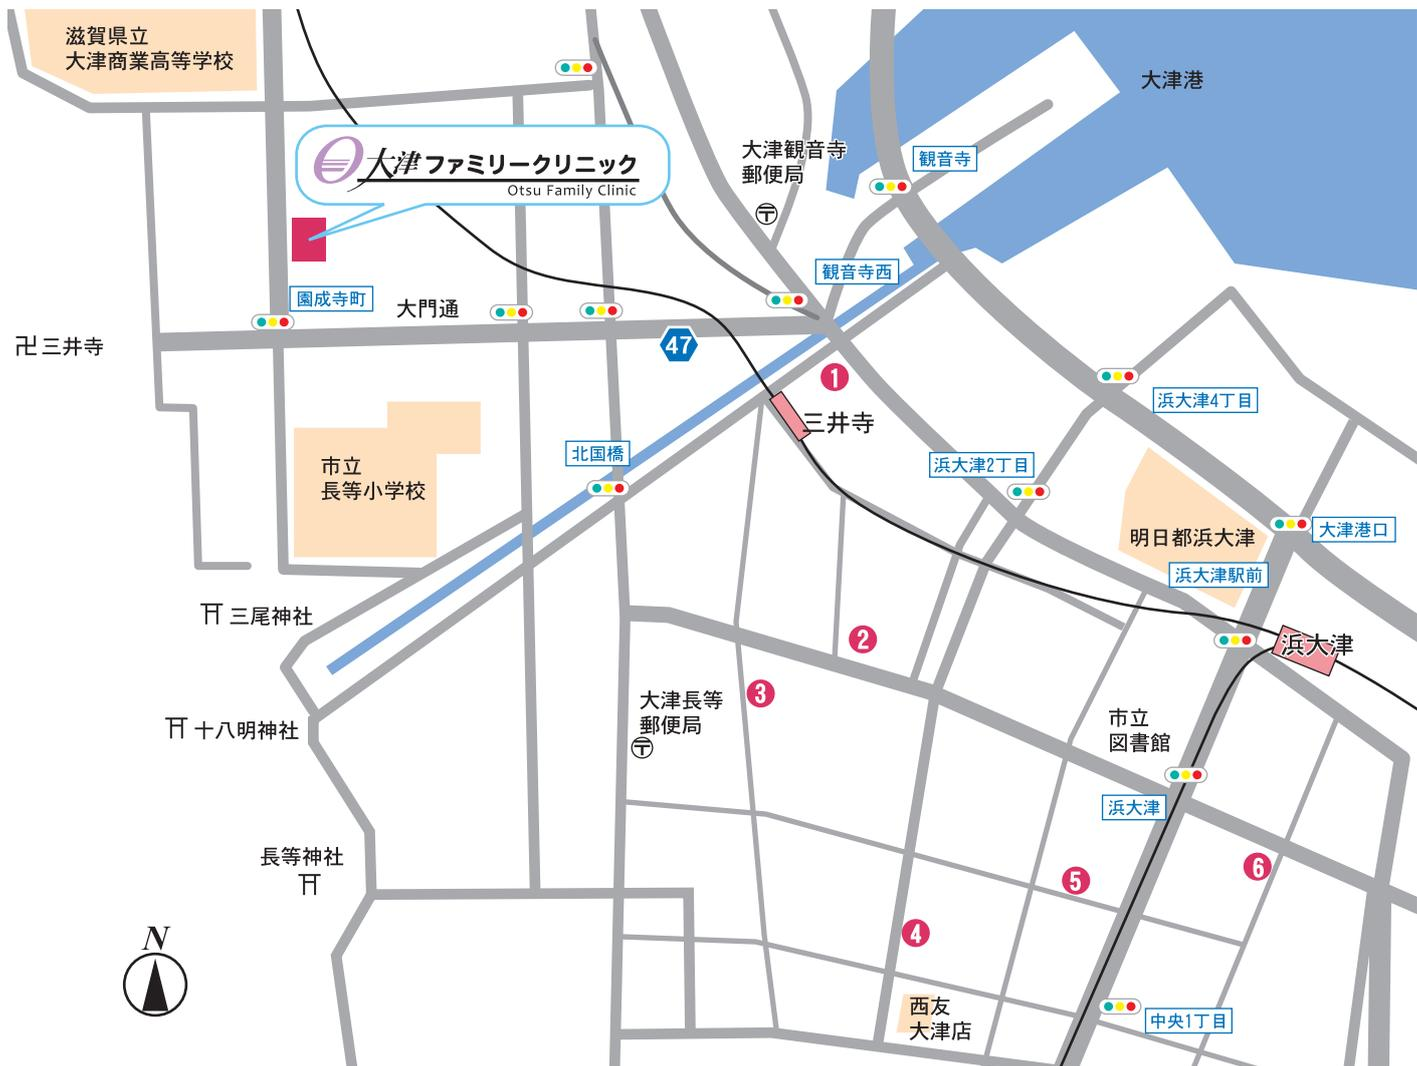 滋賀県立
大津商業高等学校
大津港
大津観音寺
郵便局
観音寺
大津ファミリークリニック
Otsu Family Clinic
観音寺西
園成寺町
大門通
卍三井寺
47
1
浜大津4丁目
三井寺
北国橋
浜大津2丁目
市立
長等小学校
明日都浜大津
大津港口
浜大津駅前
三尾神社
2
浜大津
3
大津長等
郵便局
十八明神社
市立
図書館
浜大津
長等神社
5
6
4
N
西友
大津店
中央1丁目